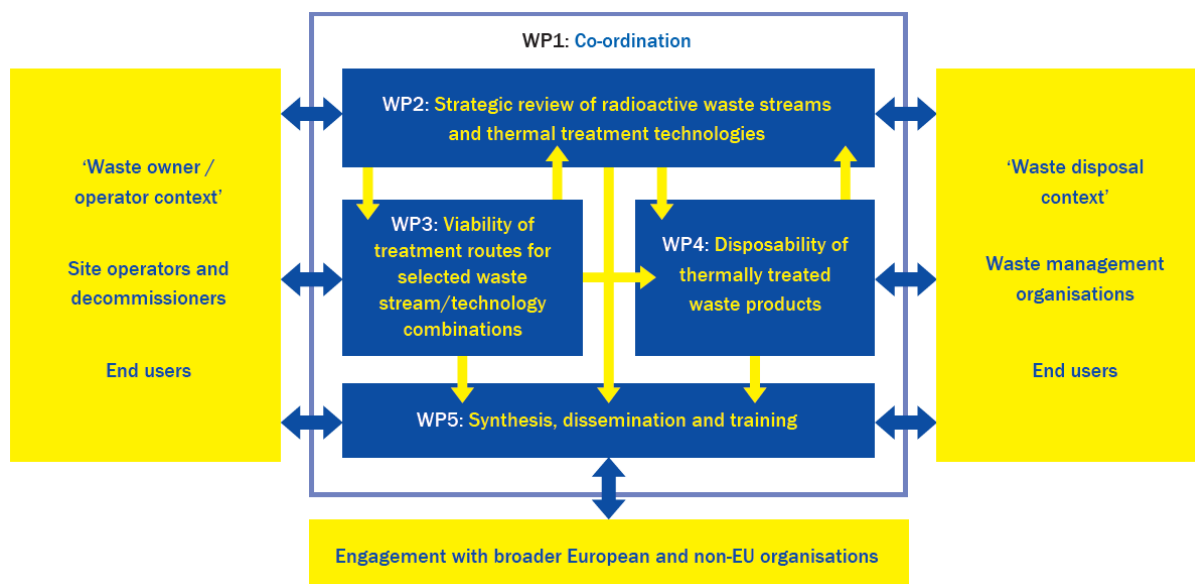 WP1: Co-ordination
WP2: Strategic review of radioactive waste streams
and thermal treatment technologies
‘Waste owner /
operator context’
Site operators and
decommissioners
End users
WP3: Viability of
treatment routes for
selected waste
stream/technology
combinations
WP4: Disposability of
thermally treated
waste products
‘Waste disposal
context’
Waste management
organisations
End users
WP5: Synthesis, dissemination and training
Engagement with broader European and non-EU organisations